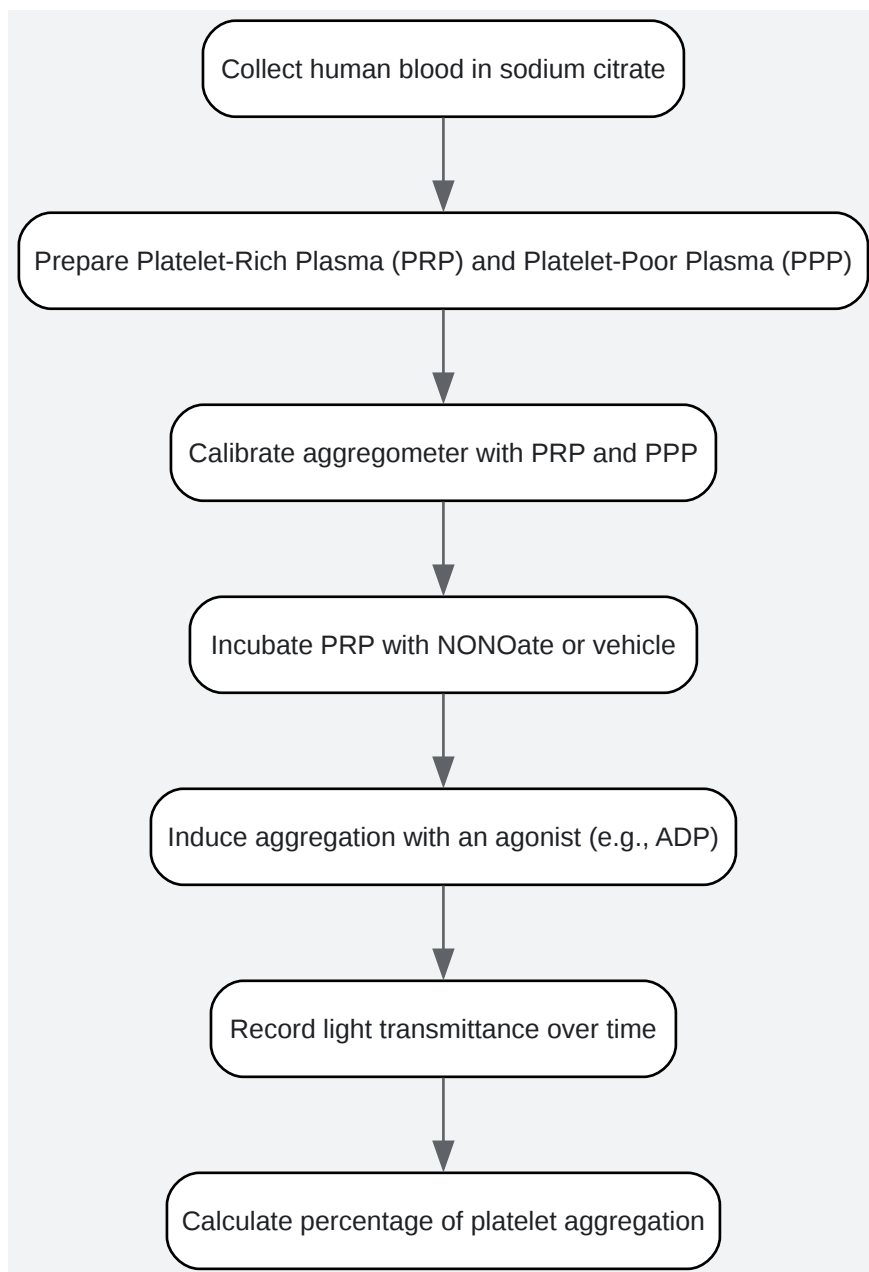 Collect human blood in sodium citrate
Prepare Platelet-Rich Plasma (PRP) and Platelet-Poor Plasma (PPP)
Calibrate aggregometer with PRP and PPP
Incubate PRP with NONOate or vehicle
Induce aggregation with an agonist (e.g., ADP)
Record light transmittance over time
Calculate percentage of platelet aggregation